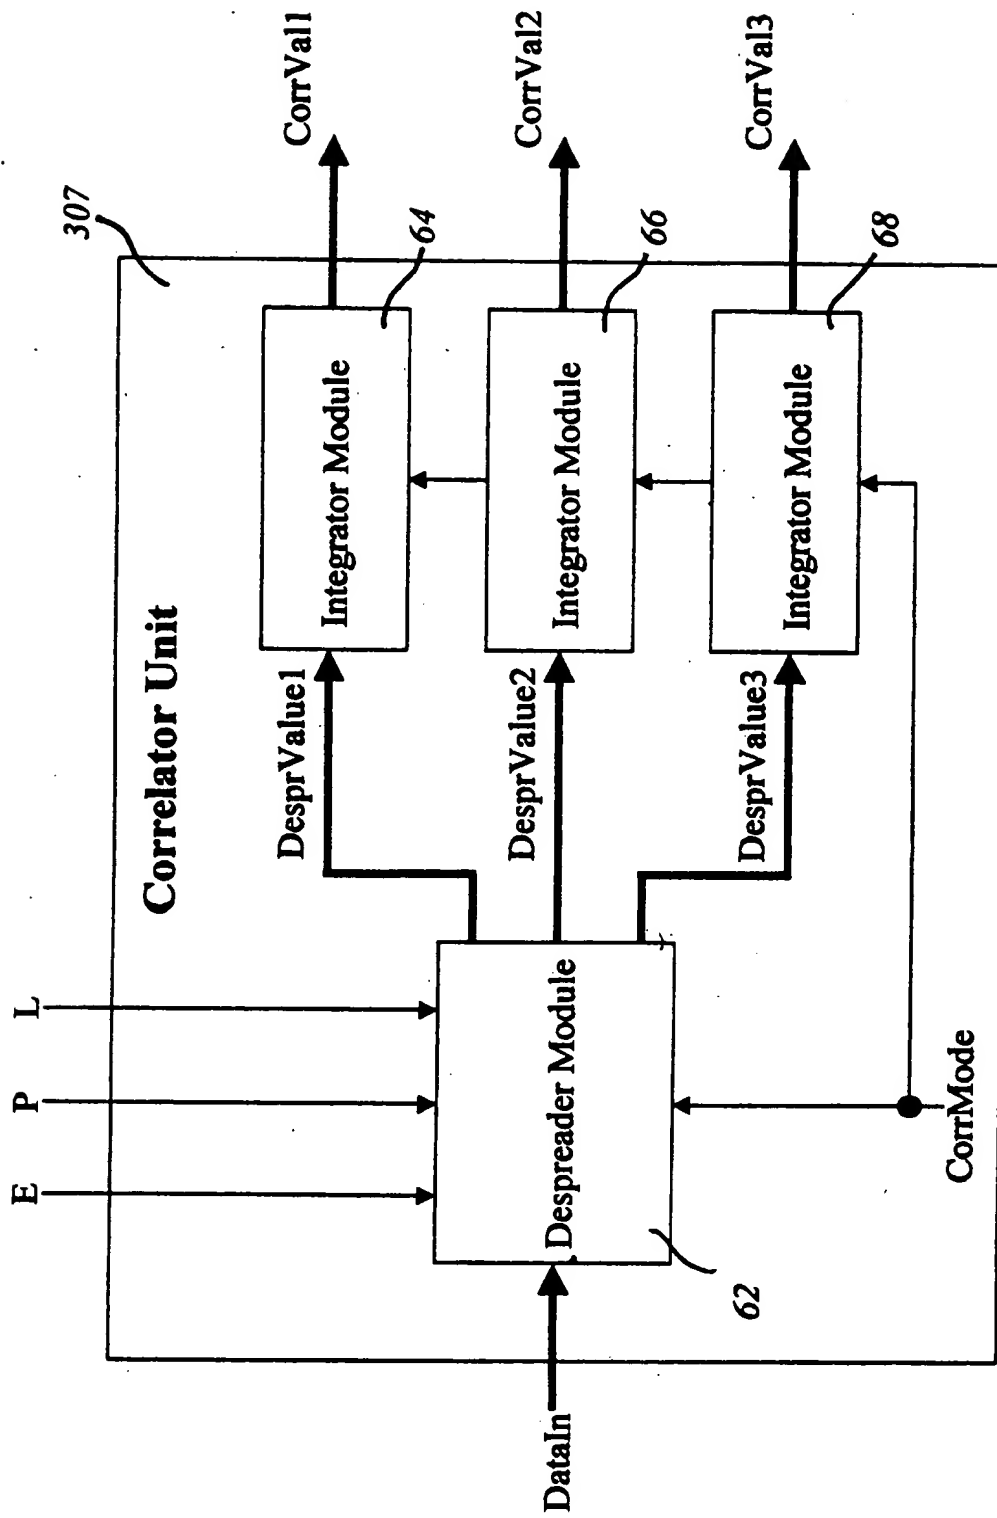 307
Correlator Unit
E
P
L
DataIn
Despreader Module
62
DesprValue1
DesprValue2
DesprValue3
Integrator Module
64
Integrator Module
66
Integrator Module
68
CorrVal1
CorrVal2
CorrVal3
CorrMode